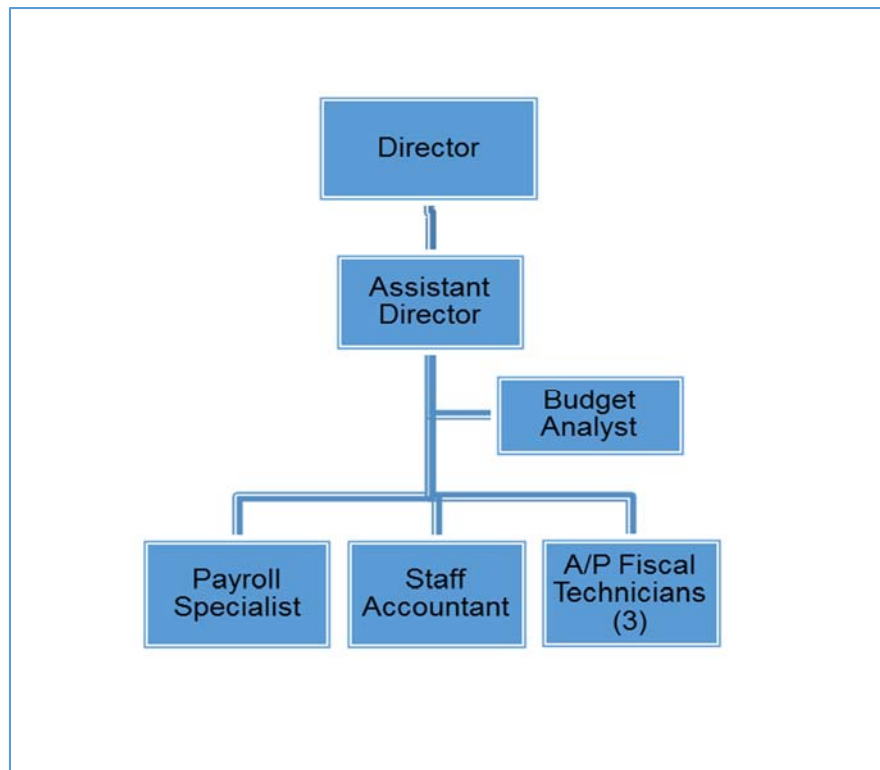 Director
Assistant
Director
Budget
Analyst
Payroll
Specialist
Staff
Accountant
A/P Fiscal
Technicians
(3)